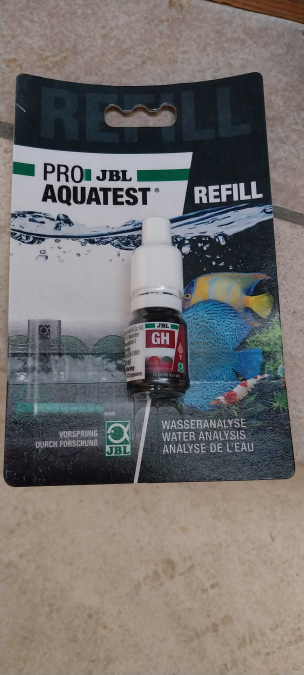 REFILL
PRO JBL
AQUATEST®
REFILL
JBL
GH
VORSPRUNG
DURCH FORSCHUNG
JBL
WASSERANALYSE
WATER ANALYSIS
ANALYSE DE L'EAU